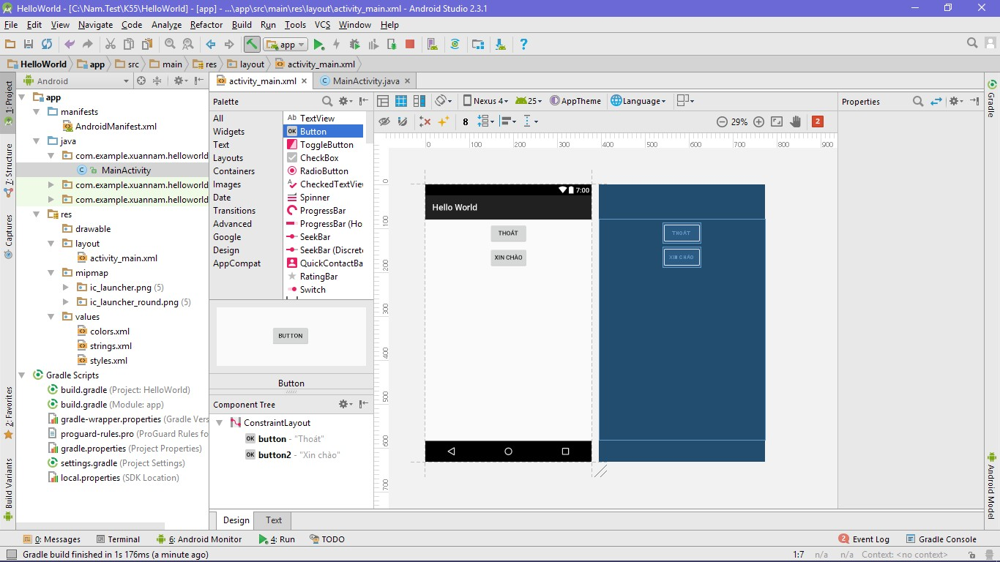 HelloWorld - [C:\Nam.Test\K55\HelloWorld] - [app] - ...\app\src\main\res\layout\activity_main.xml - Android Studio 2.3.1
File Edit View Navigate Code Analyze Refactor Build Run Tools VCS Window Help
app
HelloWorld app src main res layout activity_main.xml
1: Project
7: Structure
Captures
2: Favorites
Build Variants
Android
app
manifests
AndroidManifest.xml
java
com.example.xuannam.helloworld
MainActivity
com.example.xuannam.helloworld
com.example.xuannam.helloworld
res
drawable
layout
activity_main.xml
mipmap
ic_launcher.png (5)
ic_launcher_round.png (5)
values
colors.xml
strings.xml
styles.xml
Gradle Scripts
build.gradle (Project: HelloWorld)
build.gradle (Module: app)
gradle-wrapper.properties (Gradle Vers
proguard-rules.pro (ProGuard Rules fo
gradle.properties (Project Properties)
settings.gradle (Project Settings)
local.properties (SDK Location)
activity_main.xml MainActivity.java
Palette
All
Widgets
Text
Layouts
Containers
Images
Date
Transitions
Advanced
Google
Design
AppCompat
Ab TextView
OK Button
ToggleButton
CheckBox
RadioButton
CheckedTextVie
Spinner
ProgressBar
ProgressBar (Ho
SeekBar
SeekBar (Discrete
QuickContactBa
RatingBar
Switch
BUTTON
Button
Component Tree
ConstraintLayout
OK button - "Thoát"
OK button2 - "Xin chào"
Nexus 4 25 AppTheme Language
8 29% 2
0 100 200 300 400 500 600 700 800 900
0
100
200
300
400
500
600
700
7:00
Hello World
THOÁT
XIN CHÀO
THOÁT
XIN CHÀO
Properties
Gradle
Android Model
Design Text
0: Messages Terminal 6: Android Monitor 4: Run TODO 2 Event Log Gradle Console
Gradle build finished in 1s 176ms (a minute ago) 1:7 n/a n/a Context: <no context>